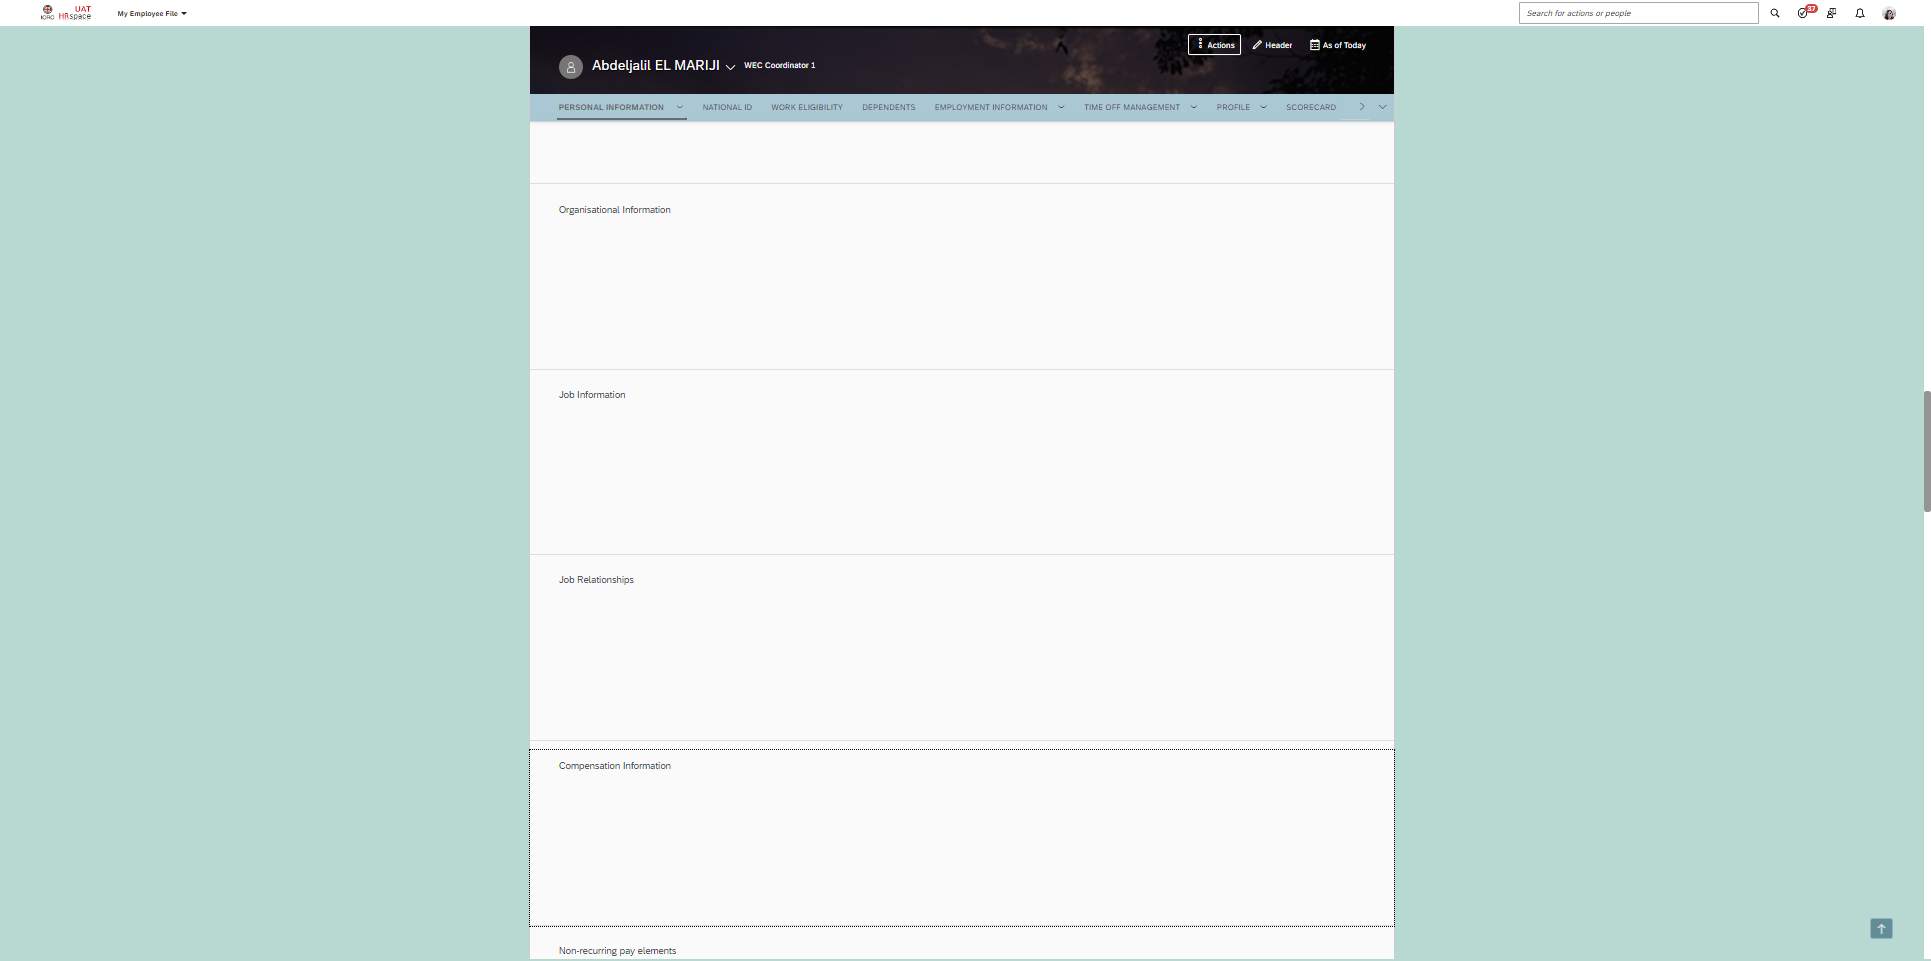 ICRC UAT HRspace My Employee File Search for actions or people 37
Actions Header As of Today
Abdeljalil EL MARIJI WEC Coordinator 1
PERSONAL INFORMATION NATIONAL ID WORK ELIGIBILITY DEPENDENTS EMPLOYMENT INFORMATION TIME OFF MANAGEMENT PROFILE SCORECARD
Organisational Information
Job Information
Job Relationships
Compensation Information
Non-recurring pay elements